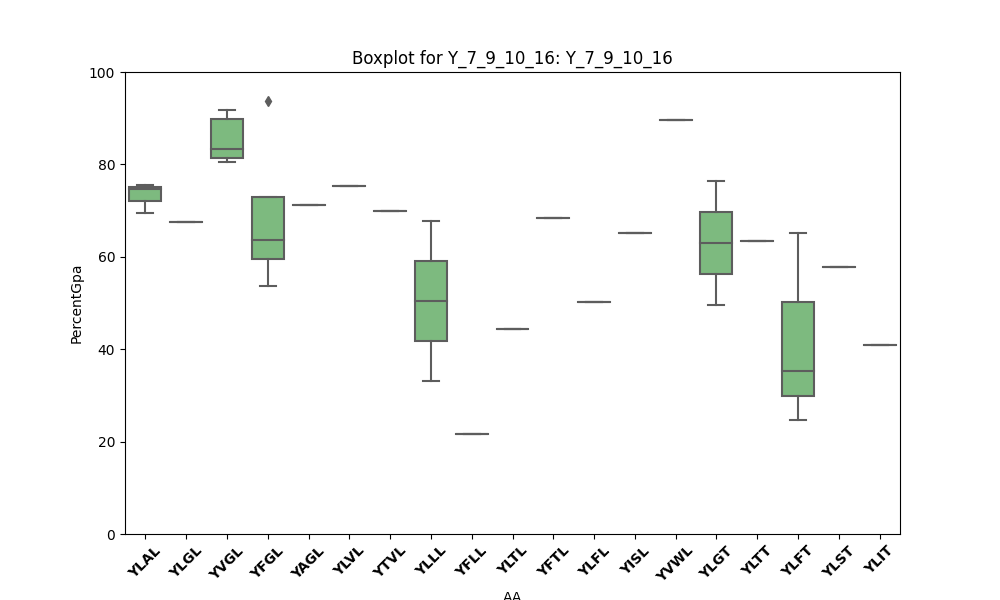 Boxplot for Y_7_9_10_16: Y_7_9_10_16
100
80
60
40
20
0
PercentGpa
YLAL
YLGL
YVGL
YFGL
YAGL
YLVL
YTVL
YLLL
YFLL
YLTL
YFTL
YLFL
YISL
YVWL
YLGT
YLTT
YLFT
YLST
YLIT
AA